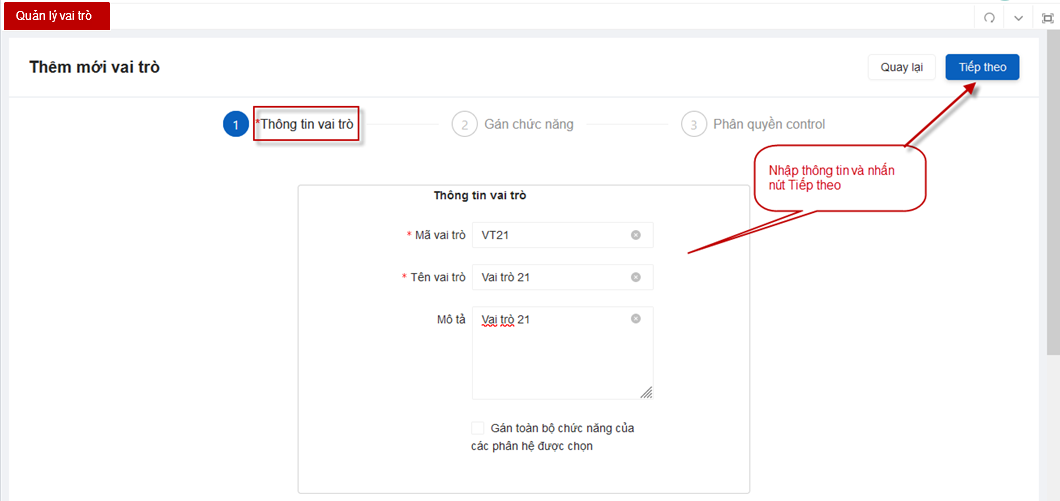 Quản lý vai trò
Thêm mới vai trò
Quay lại
Tiếp theo
1
*Thông tin vai trò
2
Gán chức năng
3
Phân quyền control
Nhập thông tin và nhấn
nút Tiếp theo
Thông tin vai trò
* Mã vai trò
VT21
* Tên vai trò
Vai trò 21
Mô tả
Vai trò 21
Gán toàn bộ chức năng của
các phân hệ được chọn